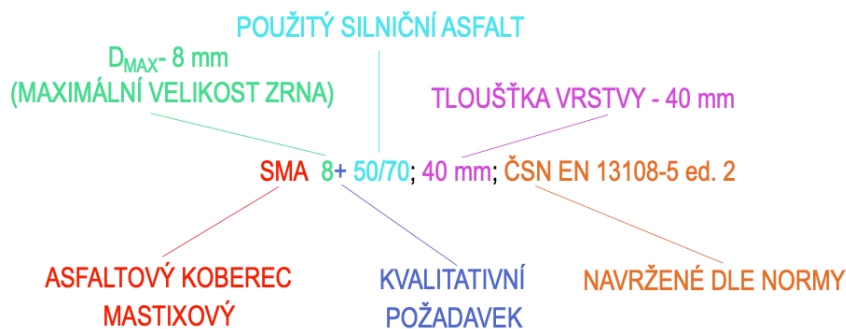 POUŽITÝ SILNIČNÍ ASFALT
DMAX- 8 mm
(MAXIMÁLNÍ VELIKOST ZRNA)
TLOUŠŤKA VRSTVY - 40 mm
SMA 8+ 50/70; 40 mm; ČSN EN 13108-5 ed. 2
ASFALTOVÝ KOBEREC
MASTIXOVÝ
KVALITATIVNÍ
POŽADAVEK
NAVRŽENÉ DLE NORMY